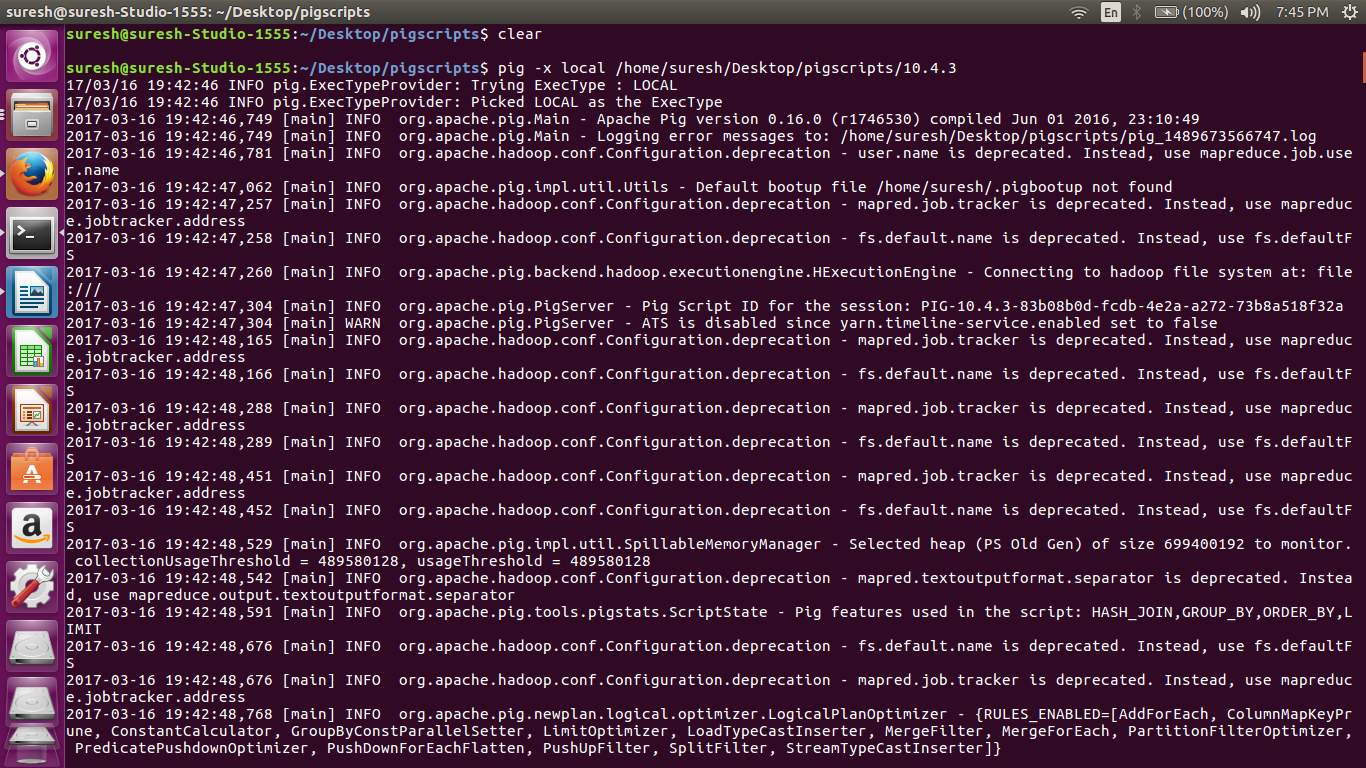 suresh@suresh-Studio-1555: ~/Desktop/pigscripts
En
(100%)
7:45 PM
suresh@suresh-Studio-1555:~/Desktop/pigscripts$ clear
suresh@suresh-Studio-1555:~/Desktop/pigscripts$ pig -x local /home/suresh/Desktop/pigscripts/10.4.3
17/03/16 19:42:46 INFO pig.ExecTypeProvider: Trying ExecType : LOCAL
17/03/16 19:42:46 INFO pig.ExecTypeProvider: Picked LOCAL as the ExecType
2017-03-16 19:42:46,749 [main] INFO  org.apache.pig.Main - Apache Pig version 0.16.0 (r1746530) compiled Jun 01 2016, 23:10:49
2017-03-16 19:42:46,749 [main] INFO  org.apache.pig.Main - Logging error messages to: /home/suresh/Desktop/pigscripts/pig_1489673566747.log
2017-03-16 19:42:46,781 [main] INFO  org.apache.hadoop.conf.Configuration.deprecation - user.name is deprecated. Instead, use mapreduce.job.use
r.name
2017-03-16 19:42:47,062 [main] INFO  org.apache.pig.impl.util.Utils - Default bootup file /home/suresh/.pigbootup not found
2017-03-16 19:42:47,257 [main] INFO  org.apache.hadoop.conf.Configuration.deprecation - mapred.job.tracker is deprecated. Instead, use mapreduc
e.jobtracker.address
2017-03-16 19:42:47,258 [main] INFO  org.apache.hadoop.conf.Configuration.deprecation - fs.default.name is deprecated. Instead, use fs.defaultF
S
2017-03-16 19:42:47,260 [main] INFO  org.apache.pig.backend.hadoop.executionengine.HExecutionEngine - Connecting to hadoop file system at: file
:///
2017-03-16 19:42:47,304 [main] INFO  org.apache.pig.PigServer - Pig Script ID for the session: PIG-10.4.3-83b08b0d-fcdb-4e2a-a272-73b8a518f32a
2017-03-16 19:42:47,304 [main] WARN  org.apache.pig.PigServer - ATS is disabled since yarn.timeline-service.enabled set to false
2017-03-16 19:42:48,165 [main] INFO  org.apache.hadoop.conf.Configuration.deprecation - mapred.job.tracker is deprecated. Instead, use mapreduc
e.jobtracker.address
2017-03-16 19:42:48,166 [main] INFO  org.apache.hadoop.conf.Configuration.deprecation - fs.default.name is deprecated. Instead, use fs.defaultF
S
2017-03-16 19:42:48,288 [main] INFO  org.apache.hadoop.conf.Configuration.deprecation - mapred.job.tracker is deprecated. Instead, use mapreduc
e.jobtracker.address
2017-03-16 19:42:48,289 [main] INFO  org.apache.hadoop.conf.Configuration.deprecation - fs.default.name is deprecated. Instead, use fs.defaultF
S
2017-03-16 19:42:48,451 [main] INFO  org.apache.hadoop.conf.Configuration.deprecation - mapred.job.tracker is deprecated. Instead, use mapreduc
e.jobtracker.address
2017-03-16 19:42:48,452 [main] INFO  org.apache.hadoop.conf.Configuration.deprecation - fs.default.name is deprecated. Instead, use fs.defaultF
S
2017-03-16 19:42:48,529 [main] INFO  org.apache.pig.impl.util.SpillableMemoryManager - Selected heap (PS Old Gen) of size 699400192 to monitor.
 collectionUsageThreshold = 489580128, usageThreshold = 489580128
2017-03-16 19:42:48,542 [main] INFO  org.apache.hadoop.conf.Configuration.deprecation - mapred.textoutputformat.separator is deprecated. Instea
d, use mapreduce.output.textoutputformat.separator
2017-03-16 19:42:48,591 [main] INFO  org.apache.pig.tools.pigstats.ScriptState - Pig features used in the script: HASH_JOIN,GROUP_BY,ORDER_BY,L
IMIT
2017-03-16 19:42:48,676 [main] INFO  org.apache.hadoop.conf.Configuration.deprecation - fs.default.name is deprecated. Instead, use fs.defaultF
S
2017-03-16 19:42:48,676 [main] INFO  org.apache.hadoop.conf.Configuration.deprecation - mapred.job.tracker is deprecated. Instead, use mapreduc
e.jobtracker.address
2017-03-16 19:42:48,768 [main] INFO  org.apache.pig.newplan.logical.optimizer.LogicalPlanOptimizer - {RULES_ENABLED=[AddForEach, ColumnMapKeyPr
une, ConstantCalculator, GroupByConstParallelSetter, LimitOptimizer, LoadTypeCastInserter, MergeFilter, MergeForEach, PartitionFilterOptimizer,
 PredicatePushdownOptimizer, PushDownForEachFlatten, PushUpFilter, SplitFilter, StreamTypeCastInserter]}